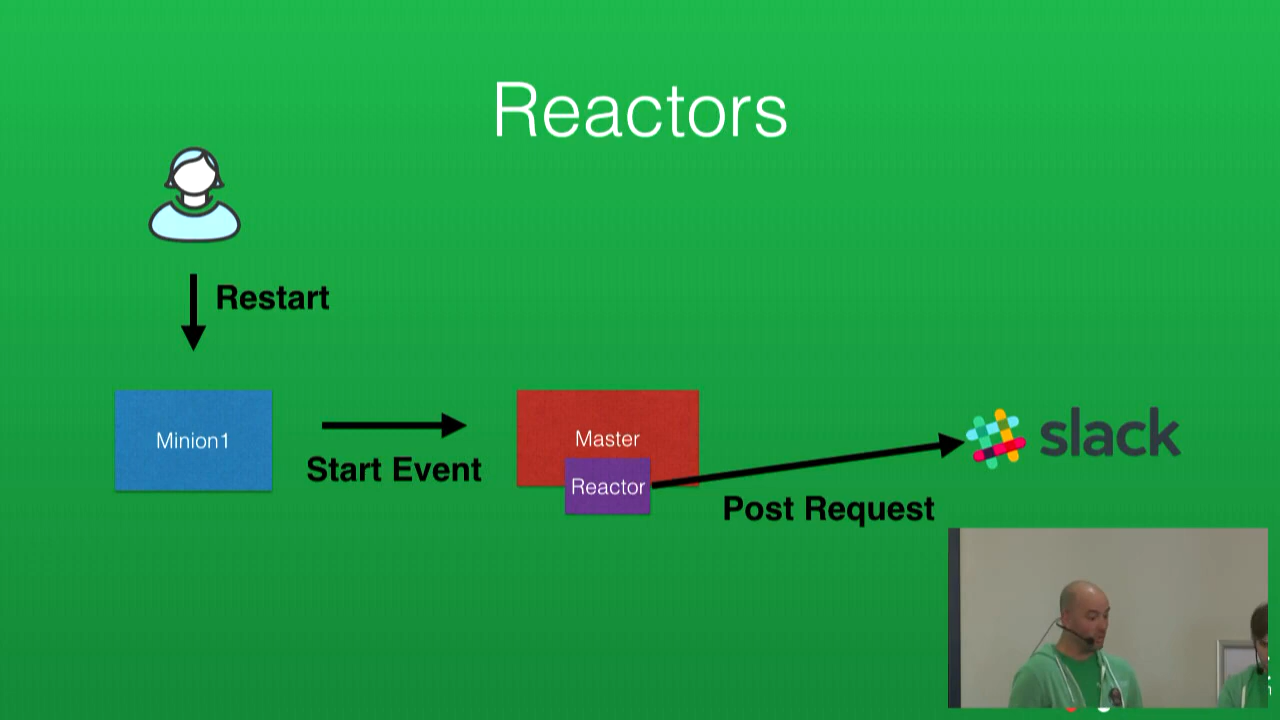 Reactors
Restart
Minion1
Start Event
Master
Reactor
Post Request
slack